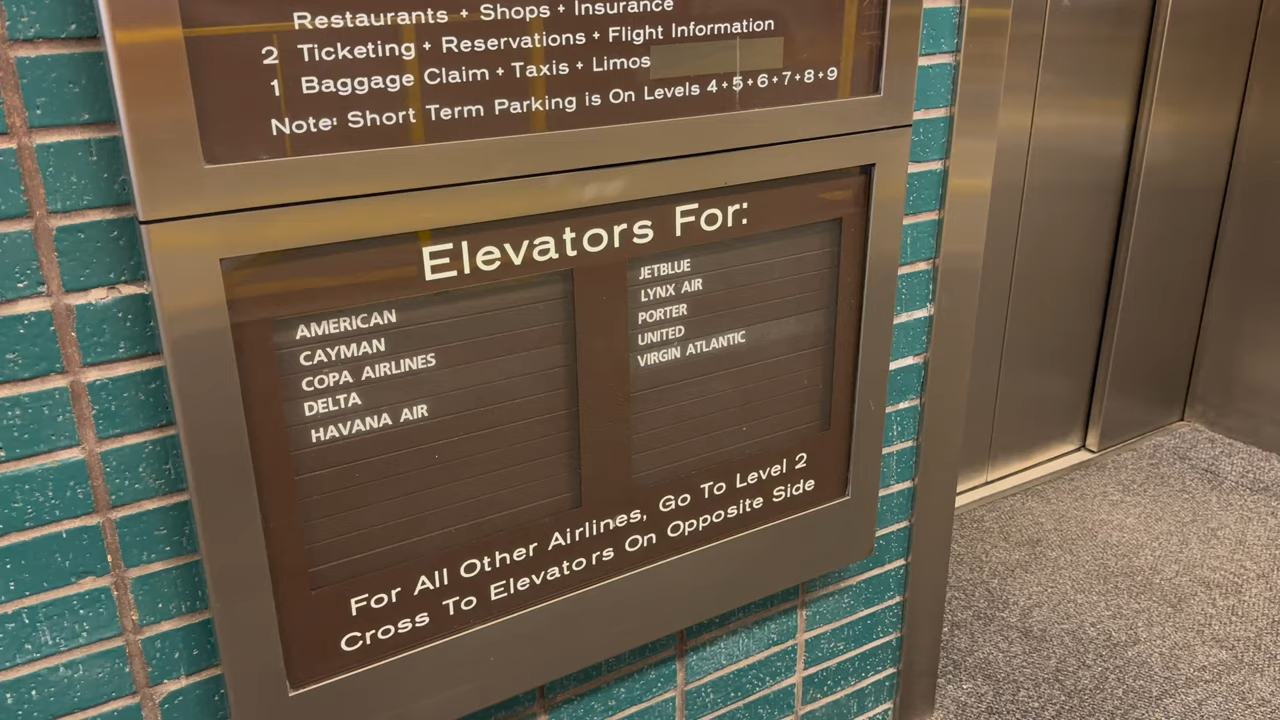 Restaurants + Shops + Insurance
2 Ticketing + Reservations + Flight Information
1 Baggage Claim + Taxis + Limos
Note: Short Term Parking is On Levels 4+5+6+7+8+9
Elevators For:
AMERICAN
CAYMAN
COPA AIRLINES
DELTA
HAVANA AIR
JETBLUE
LYNX AIR
PORTER
UNITED
VIRGIN ATLANTIC
For All Other Airlines, Go To Level 2
Cross To Elevators On Opposite Side